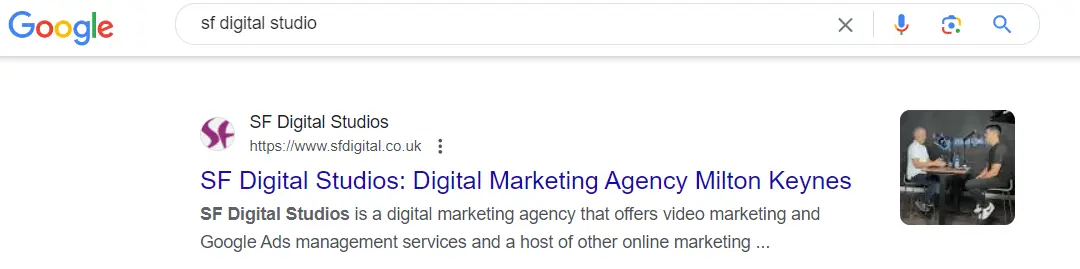 Google
sf digital studio
SF
SF Digital Studios
https://www.sfdigital.co.uk
SF Digital Studios: Digital Marketing Agency Milton Keynes
SF Digital Studios is a digital marketing agency that offers video marketing and
Google Ads management services and a host of other online marketing ...